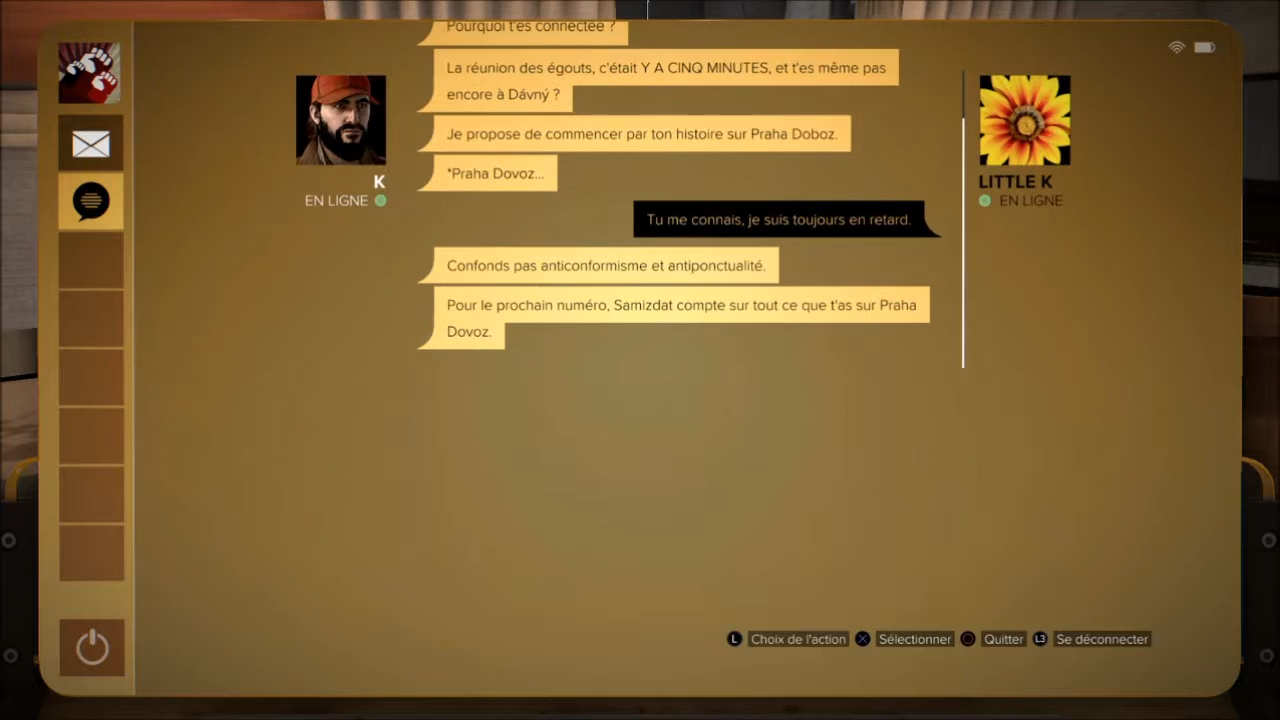 Pourquoi t'es connectée ?
La réunion des égouts, c'était Y A CINQ MINUTES, et t'es même pas
encore à Dávný ?
Je propose de commencer par ton histoire sur Praha Doboz.
*Praha Dovoz...
K
EN LIGNE
LITTLE K
EN LIGNE
Tu me connais, je suis toujours en retard.
Confonds pas anticonformisme et antiponctualité.
Pour le prochain numéro, Samizdat compte sur tout ce que t'as sur Praha
Dovoz.
L Choix de l'action Sélectionner Quitter L3 Se déconnecter